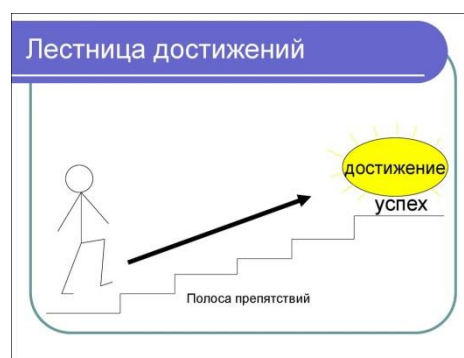 Лестница достижений
достижение
успех
Полоса препятствий